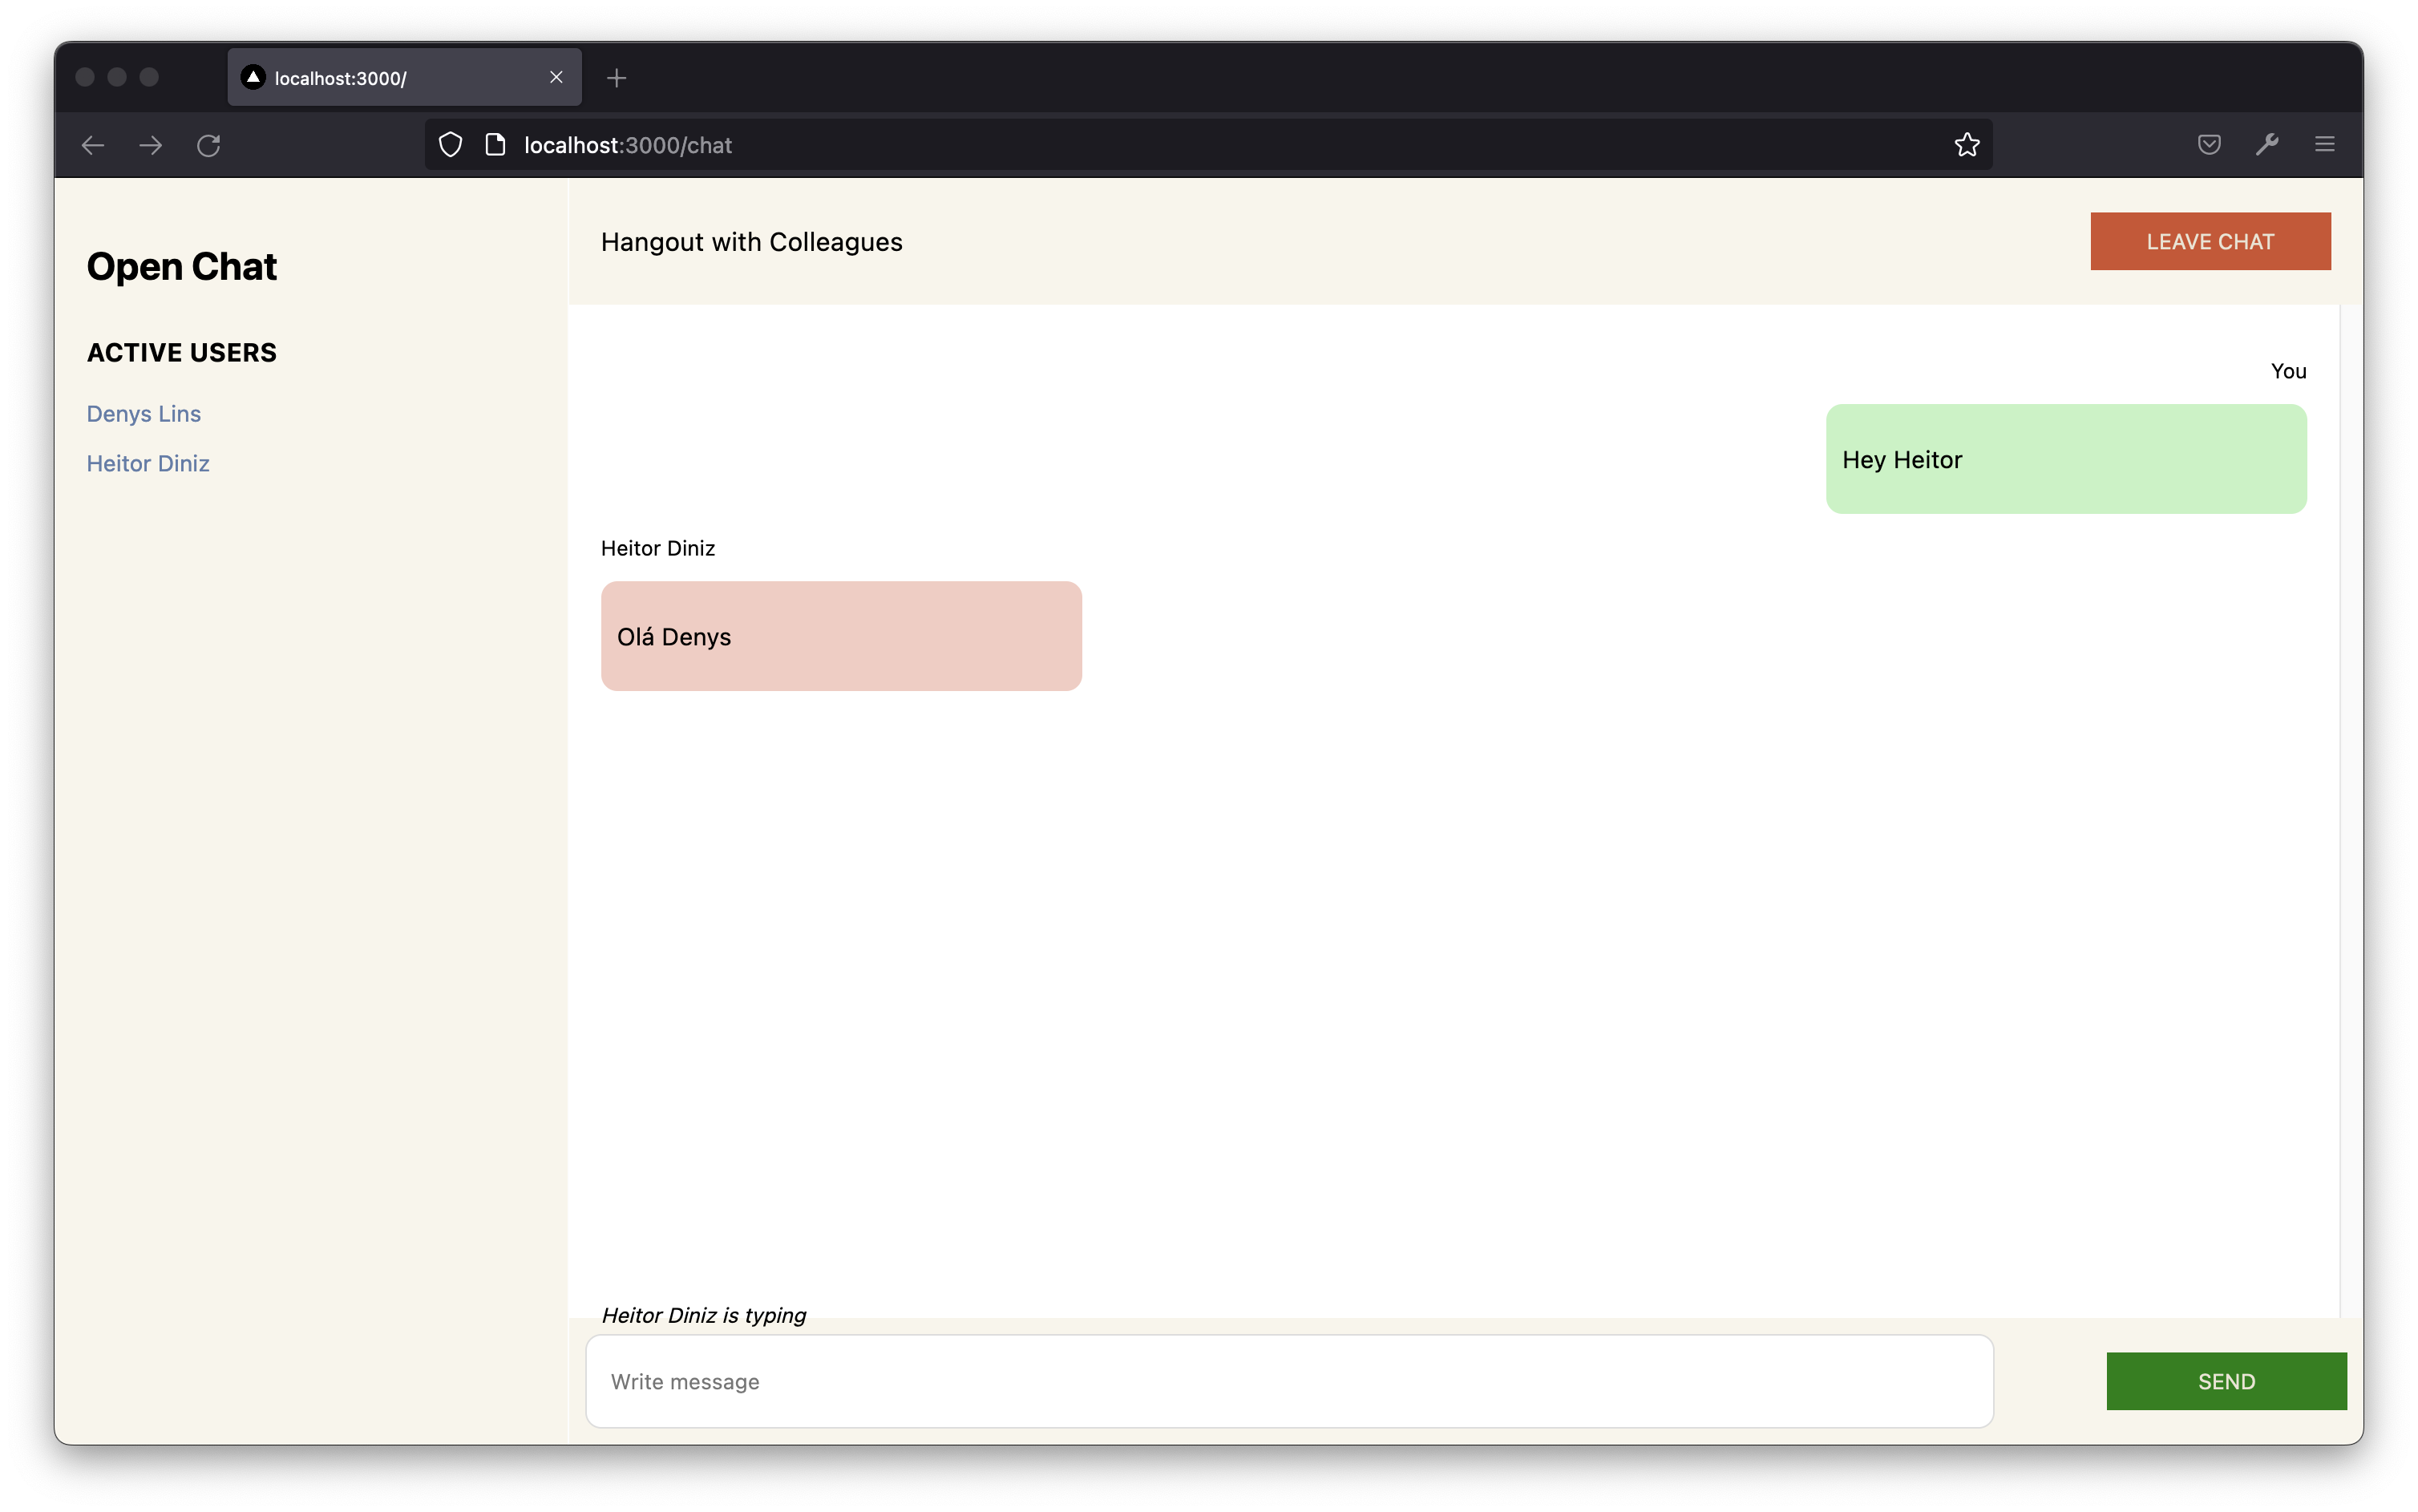 localhost:3000/
localhost:3000/chat
Open Chat
ACTIVE USERS
Denys Lins
Heitor Diniz
Hangout with Colleagues
LEAVE CHAT
You
Hey Heitor
Heitor Diniz
Olá Denys
Heitor Diniz is typing
Write message
SEND